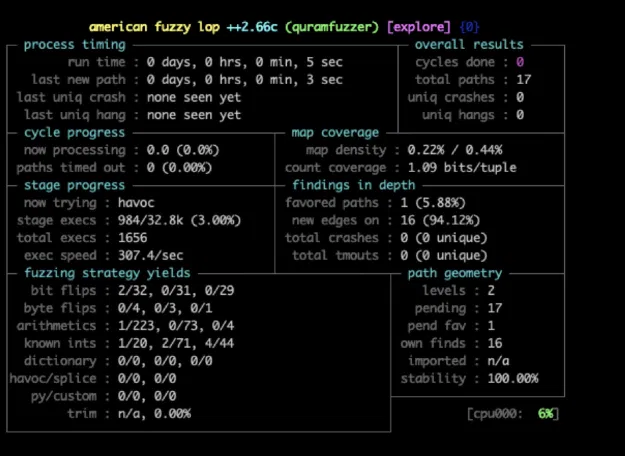 american fuzzy lop ++2.66c (quramfuzzer) [explore] {0}
process timing overall results
run time : 0 days, 0 hrs, 0 min, 5 sec cycles done : 0
last new path : 0 days, 0 hrs, 0 min, 3 sec total paths : 17
last uniq crash : none seen yet uniq crashes : 0
last uniq hang : none seen yet uniq hangs : 0
cycle progress map coverage
now processing : 0.0 (0.0%) map density : 0.22% / 0.44%
paths timed out : 0 (0.00%) count coverage : 1.09 bits/tuple
stage progress findings in depth
now trying : havoc favored paths : 1 (5.88%)
stage execs : 984/32.8k (3.00%) new edges on : 16 (94.12%)
total execs : 1656 total crashes : 0 (0 unique)
exec speed : 307.4/sec total tmouts : 0 (0 unique)
fuzzing strategy yields path geometry
bit flips : 2/32, 0/31, 0/29 levels : 2
byte flips : 0/4, 0/3, 0/1 pending : 17
arithmetics : 1/223, 0/73, 0/4 pend fav : 1
known ints : 1/20, 2/71, 4/44 own finds : 16
dictionary : 0/0, 0/0, 0/0 imported : n/a
havoc/splice : 0/0, 0/0 stability : 100.00%
py/custom : 0/0, 0/0
trim : n/a, 0.00% [cpu000: 6%]